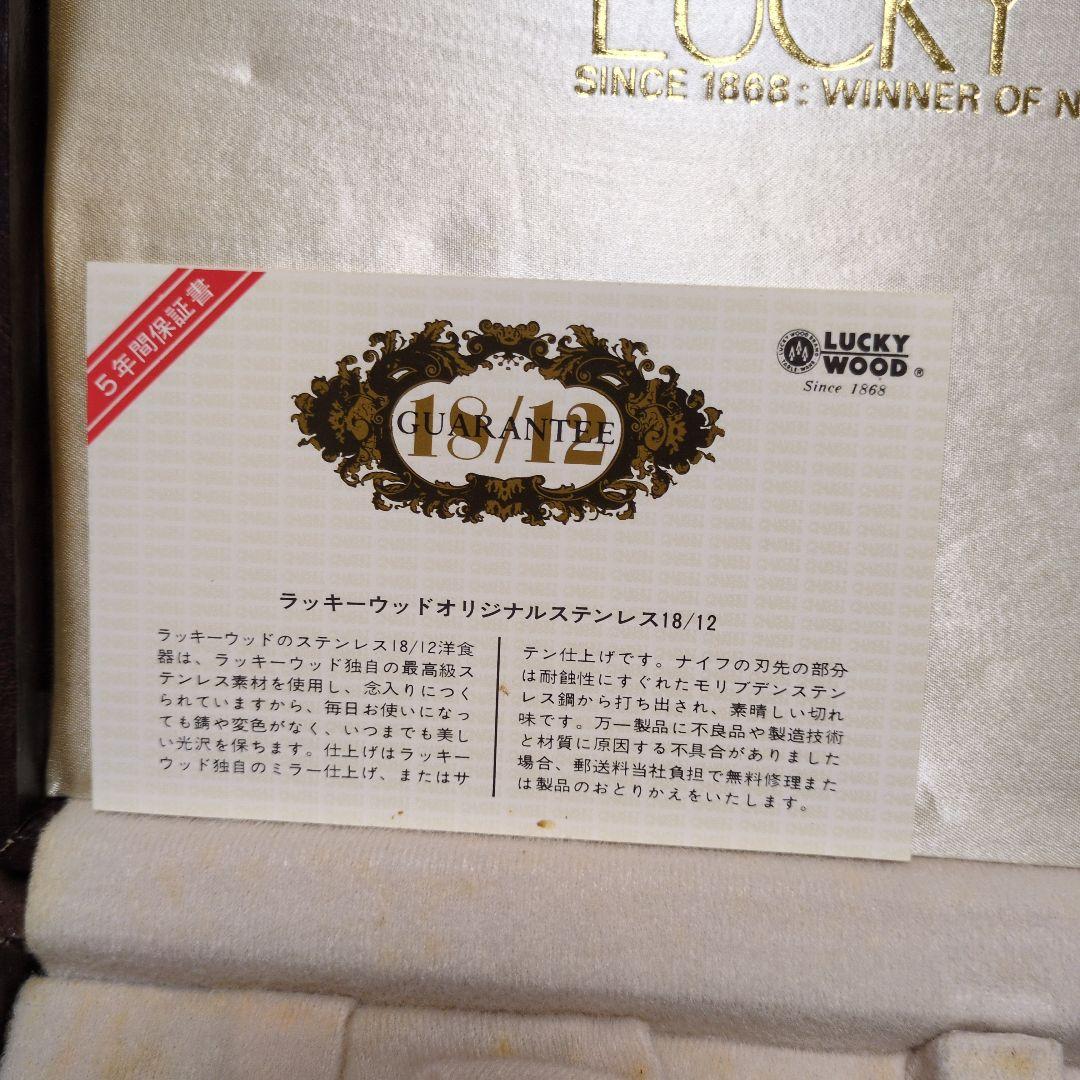 LUCKY
SINCE 1868: WINNER OF N
5年間保証書
18/12
GUARANTEE
LUCKY
WOOD®
Since 1868
ラッキーウッドオリジナルステンレス18/12
ラッキーウッドのステンレス18/12洋食
器は、ラッキーウッド独自の最高級ス
テンレス素材を使用し、念入りにつく
られていますから、毎日お使いになっ
ても錆や変色がなく、いつまでも美し
い光沢を保ちます。仕上げはラッキー
ウッド独自のミラー仕上げ、またはサ
テン仕上げです。ナイフの刃先の部分
は耐蝕性にすぐれたモリブデンステン
レス鋼から打ち出され、素晴しい切れ
味です。万一製品に不良品や製造技術
と材質に原因する不具合がありました
場合、郵送料当社負担で無料修理また
は製品のおとりかえをいたします。